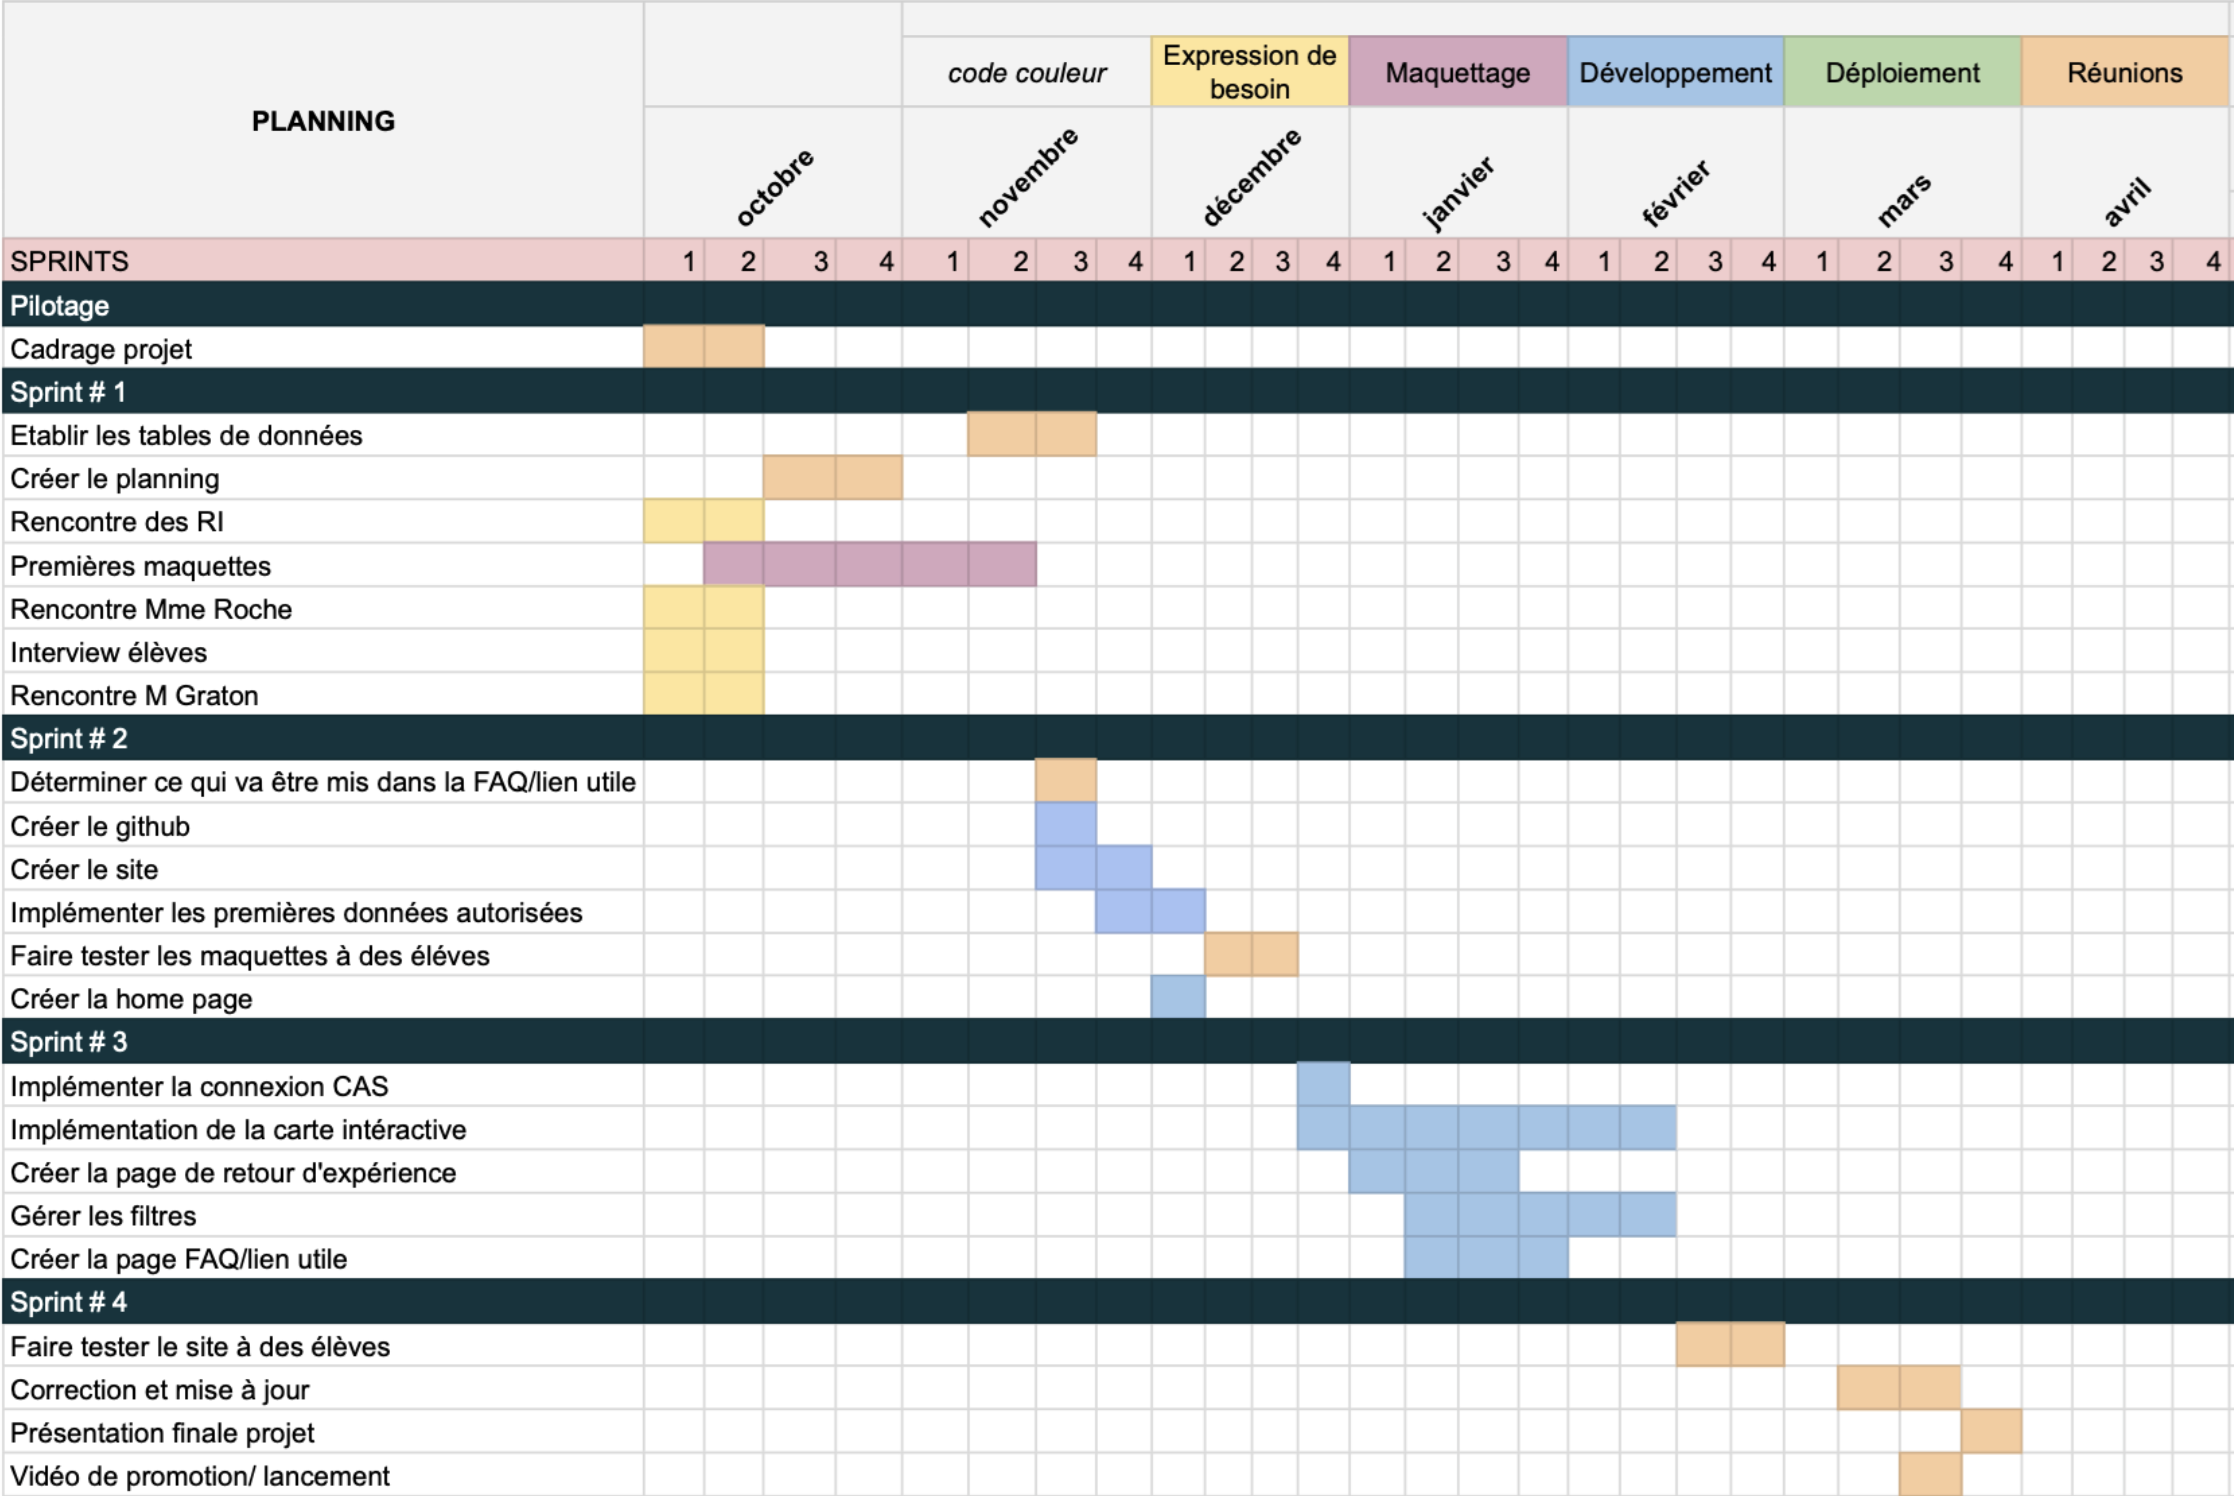 PLANNING
code couleur
Expression de
besoin
Maquettage
Développement
Déploiement
Réunions
octobre
novembre
décembre
janvier
février
mars
avril
SPRINTS 1 2 3 4 1 2 3 4 1 2 3 4 1 2 3 4 1 2 3 4 1 2 3 4 1 2 3 4
Pilotage
Cadrage projet
Sprint # 1
Etablir les tables de données
Créer le planning
Rencontre des RI
Premières maquettes
Rencontre Mme Roche
Interview élèves
Rencontre M Graton
Sprint # 2
Déterminer ce qui va être mis dans la FAQ/lien utile
Créer le github
Créer le site
Implémenter les premières données autorisées
Faire tester les maquettes à des éléves
Créer la home page
Sprint # 3
Implémenter la connexion CAS
Implémentation de la carte intéractive
Créer la page de retour d'expérience
Gérer les filtres
Créer la page FAQ/lien utile
Sprint # 4
Faire tester le site à des élèves
Correction et mise à jour
Présentation finale projet
Vidéo de promotion/ lancement